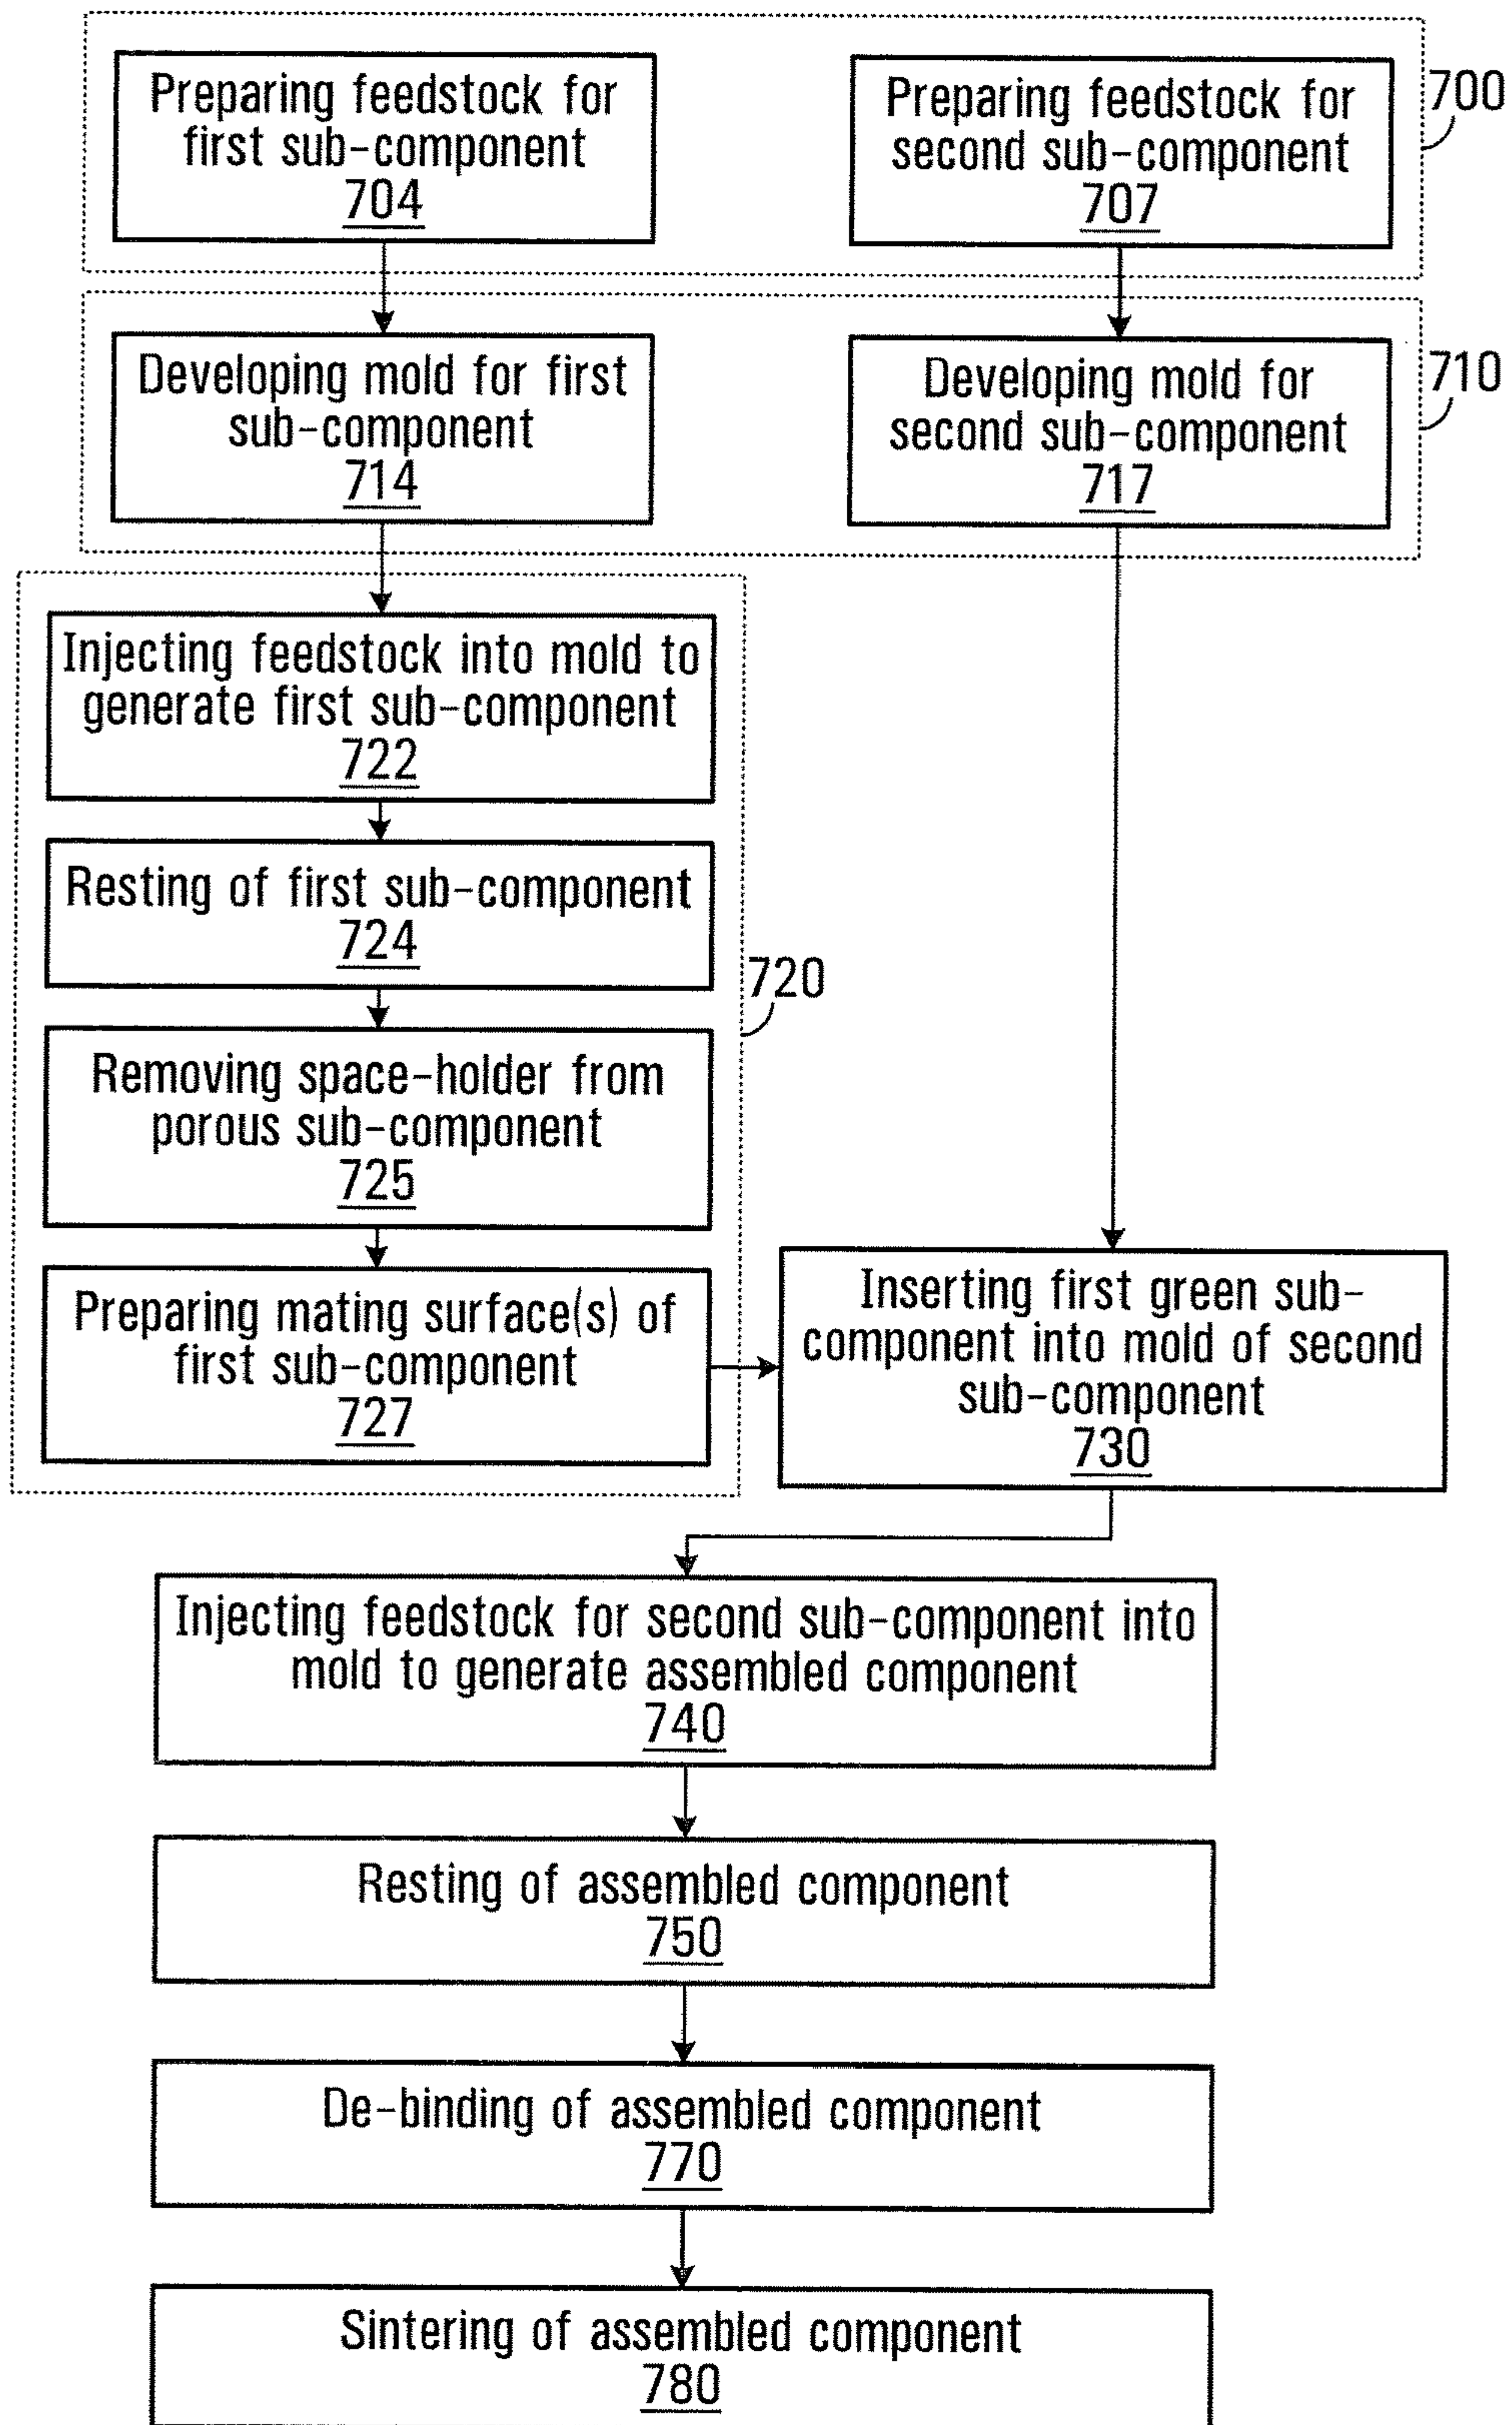 Preparing feedstock for
first sub-component
704
Preparing feedstock for
second sub-component
707
700
Developing mold for first
sub-component
714
Developing mold for
second sub-component
717
710
Injecting feedstock into mold to
generate first sub-component
722
Resting of first sub-component
724
720
Removing space-holder from
porous sub-component
725
Preparing mating surface(s) of
first sub-component
727
Inserting first green sub-
component into mold of second
sub-component
730
Injecting feedstock for second sub-component into
mold to generate assembled component
740
Resting of assembled component
750
De-binding of assembled component
770
Sintering of assembled component
780